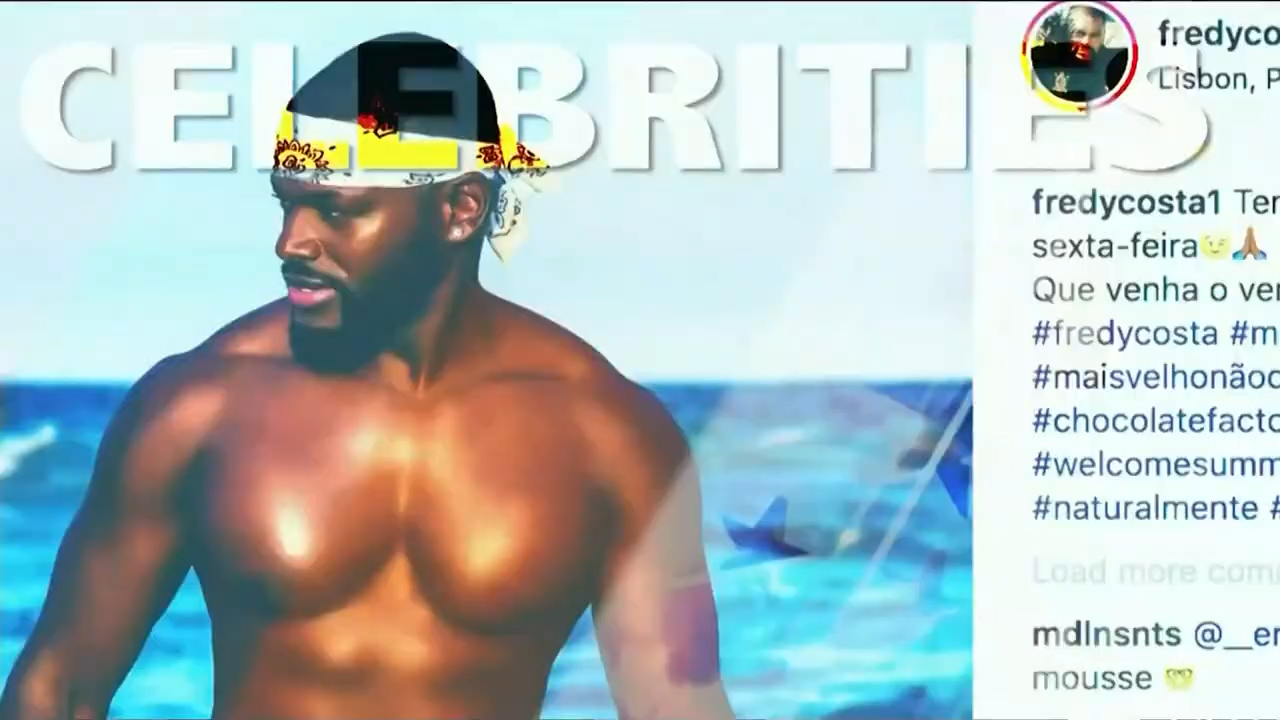 CELEBRITIES
fredyco
Lisbon, P
fredycosta1 Ter
sexta-feira😉🙏🏽
Que venha o ver
#fredycosta #m
#maisvelhonãoc
#chocolatefacto
#welcomesumm
#naturalmente #
Load more com
mdlnsnts @__er
mousse 🤓